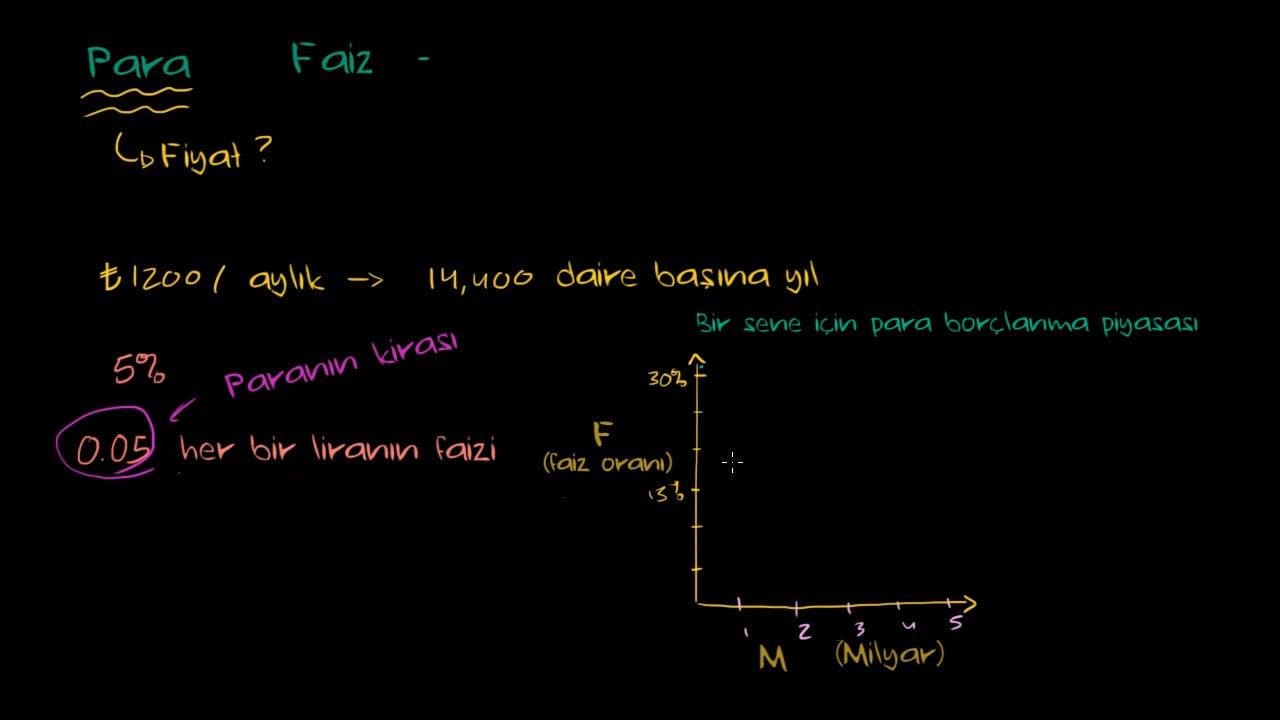 Para Faiz -
Fiyat ?
₺1200/ aylık → 14,400 daire başına yıl
Bir sene için para borçlanma piyasası
5%
Paranın kirası
0.05 her bir liranın faizi
30%
F
(faiz oranı)
15%
1 2 3 4 5
M (Milyar)